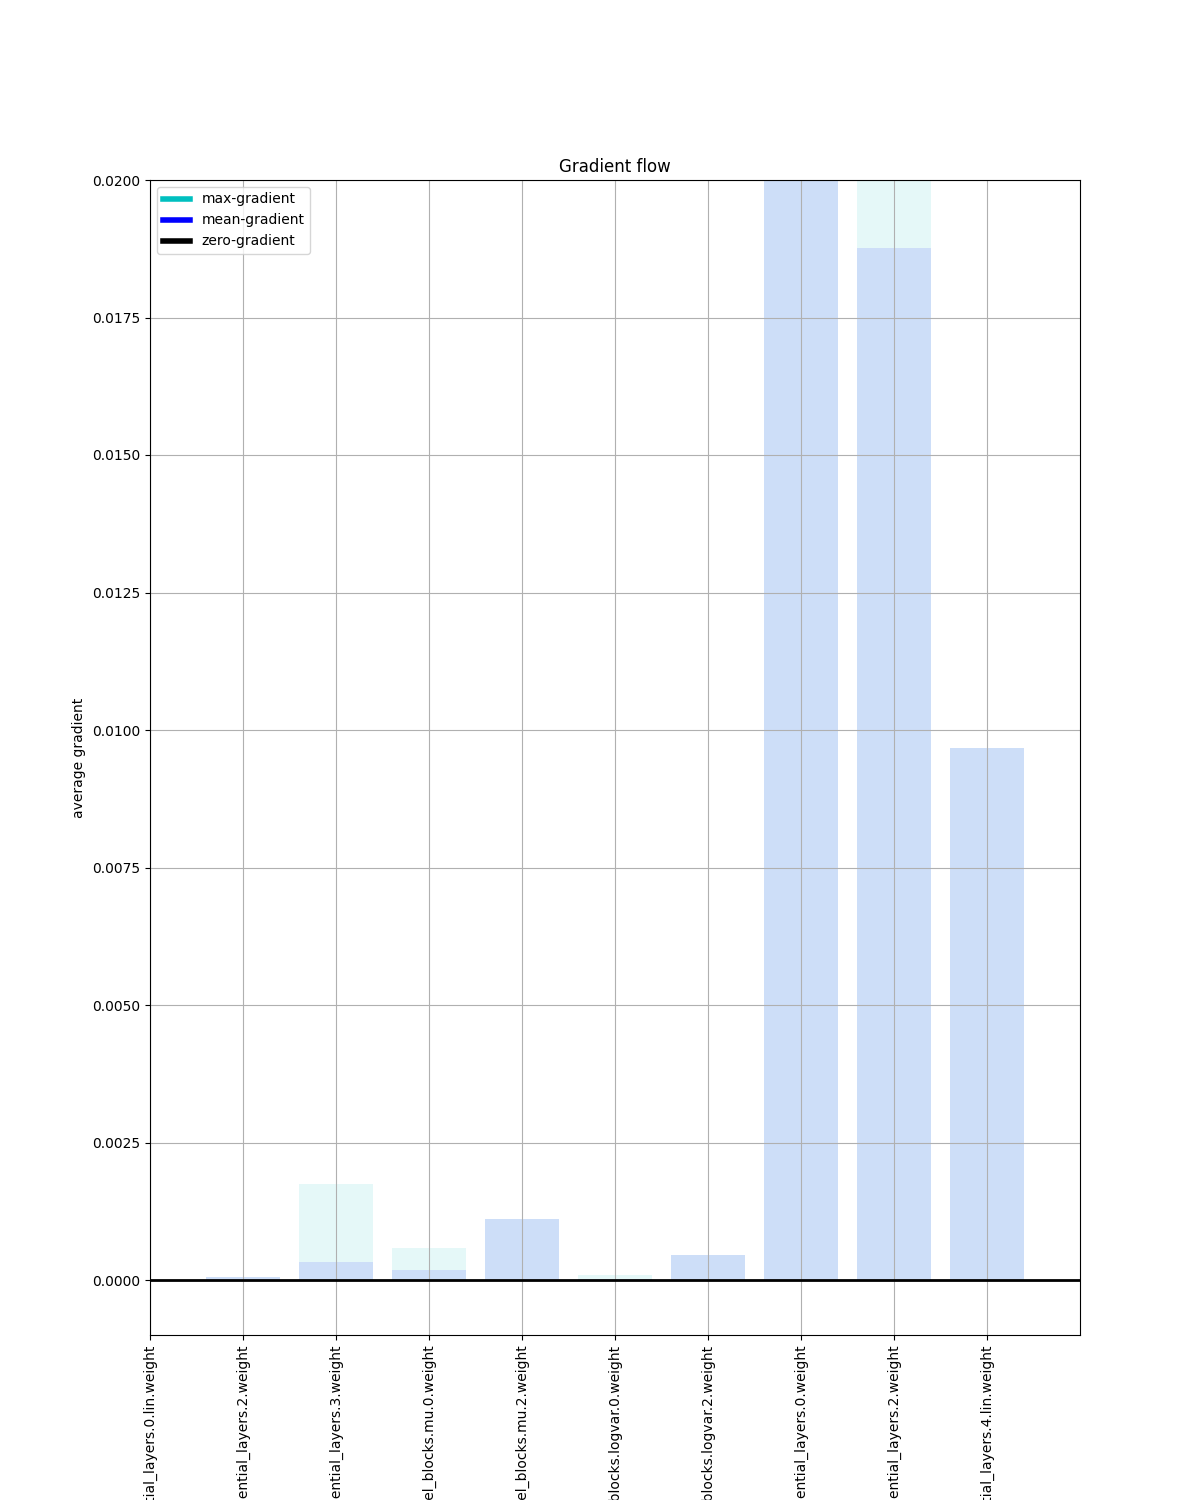 Gradient flow
max-gradient
mean-gradient
zero-gradient
0.0200
0.0175
0.0150
0.0125
0.0100
0.0075
0.0050
0.0025
0.0000
average gradient
tial_layers.0.lin.weight
ential_layers.2.weight
ential_layers.3.weight
el_blocks.mu.0.weight
el_blocks.mu.2.weight
blocks.logvar.0.weight
blocks.logvar.2.weight
ential_layers.0.weight
ential_layers.2.weight
tial_layers.4.lin.weight